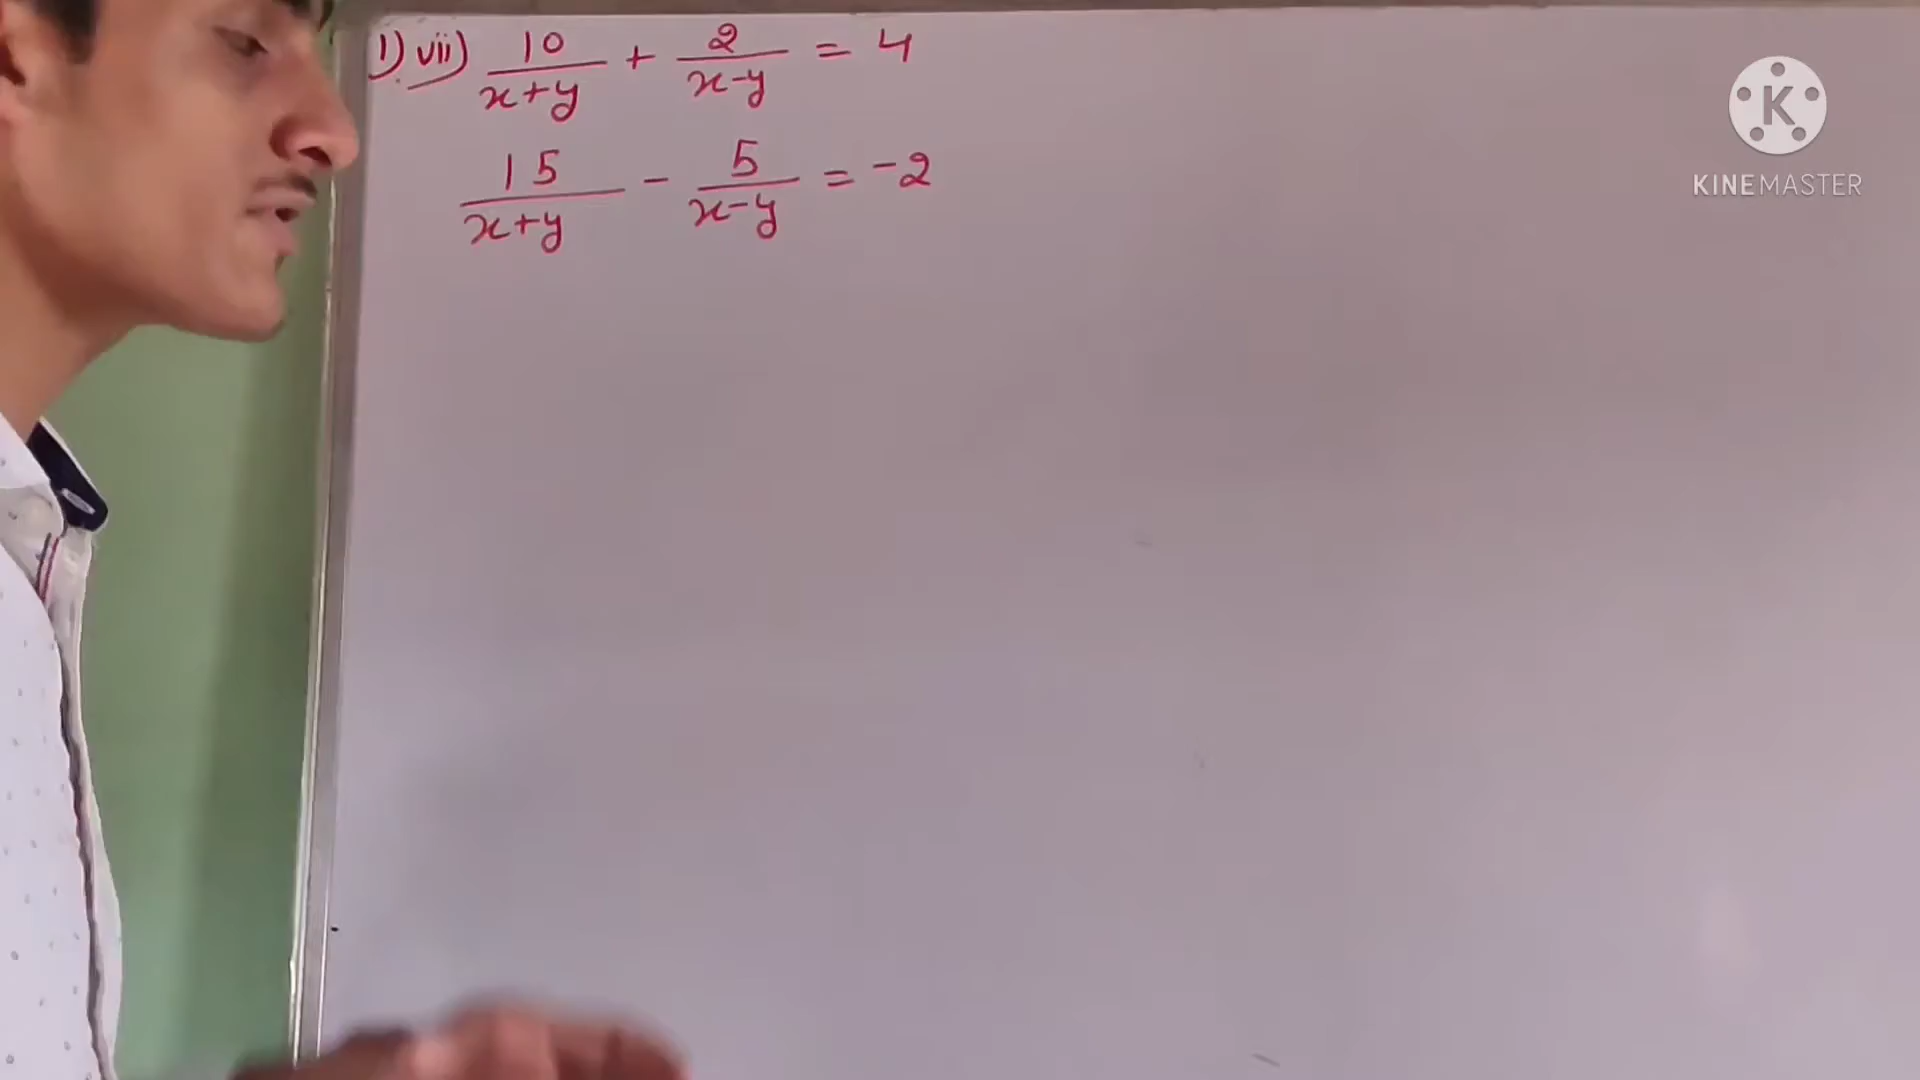 1) vii) 10/(x+y) + 2/(x-y) = 4
15/(x+y) - 5/(x-y) = -2
K
KINEMASTER